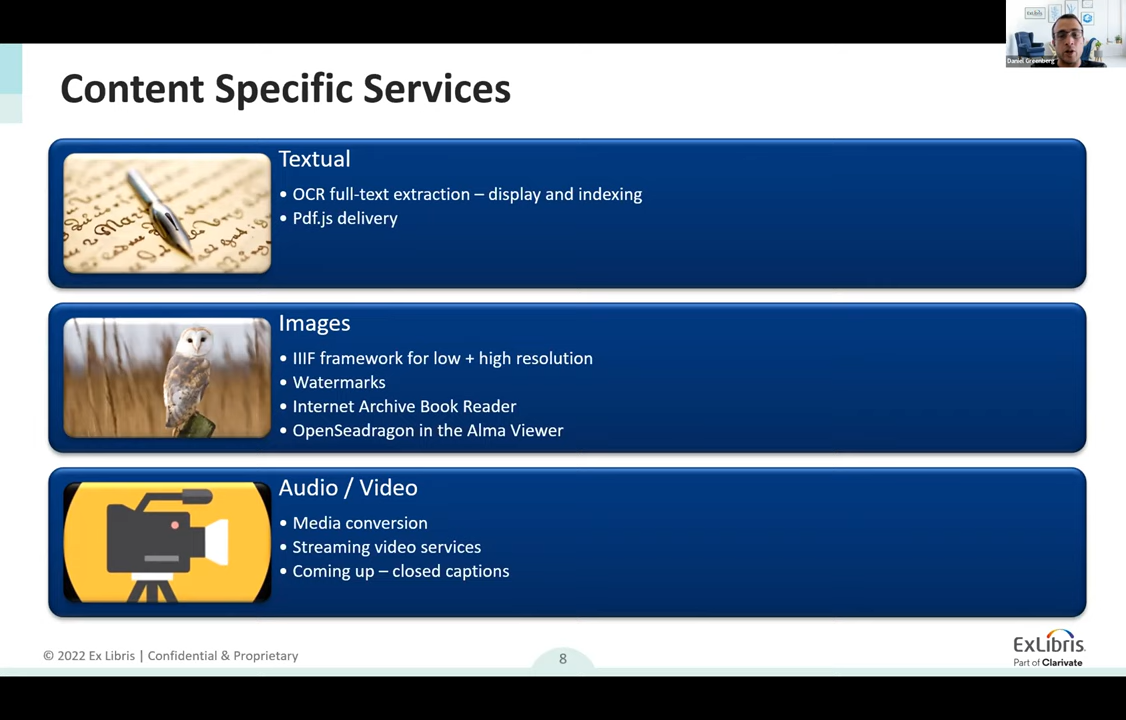 Daniel Greenberg
Content Specific Services
Textual
• OCR full-text extraction – display and indexing
• Pdf.js delivery
Images
• IIIF framework for low + high resolution
• Watermarks
• Internet Archive Book Reader
• OpenSeadragon in the Alma Viewer
Audio / Video
• Media conversion
• Streaming video services
• Coming up – closed captions
© 2022 Ex Libris | Confidential & Proprietary
8
ExLibris
Part of Clarivate